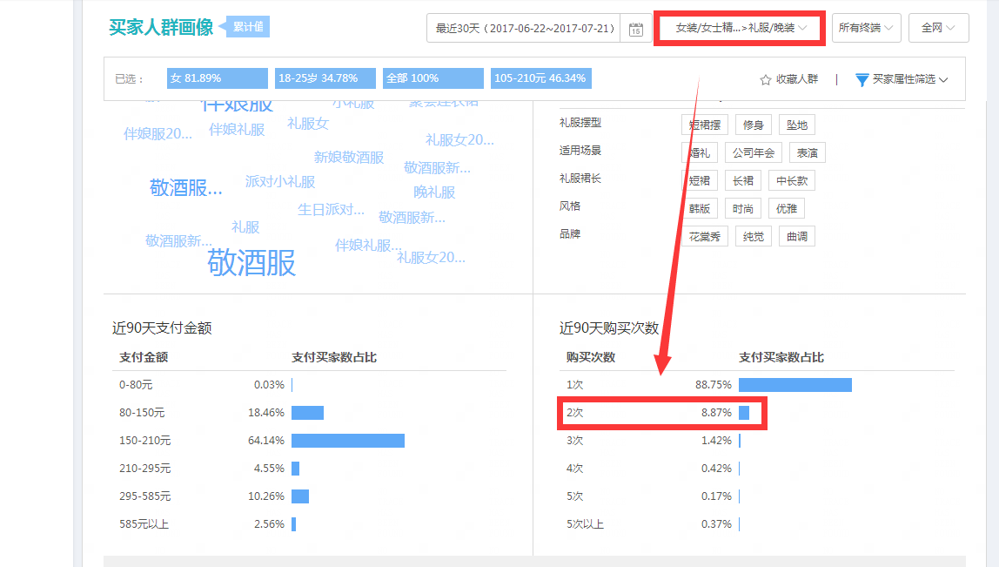 买家人群画像 累计值 最近30天（2017-06-22~2017-07-21） 15 女装/女士精...>礼服/晚装 所有终端 全网
已选： 女 81.89% 18-25岁 34.78% 全部 100% 105-210元 46.34% 收藏人群 | 买家属性筛选
伴娘服 小礼服
伴娘服20... 伴娘礼服 礼服女
礼服女20...
新娘敬酒服 敬酒服新...
敬酒服... 派对小礼服 晚礼服
生日派对... 敬酒服新...
礼服
敬酒服新... 伴娘礼服...
敬酒服 礼服女20...
礼服摆型 短裙摆 修身 坠地
适用场景 婚礼 公司年会 表演
礼服裙长 短裙 长裙 中长款
风格 韩版 时尚 优雅
品牌 花棠秀 纯觉 曲调
近90天支付金额
支付金额 支付买家数占比
0-80元 0.03%
80-150元 18.46%
150-210元 64.14%
210-295元 4.55%
295-585元 10.26%
585元以上 2.56%
近90天购买次数
购买次数 支付买家数占比
1次 88.75%
2次 8.87%
3次 1.42%
4次 0.42%
5次 0.17%
5次以上 0.37%